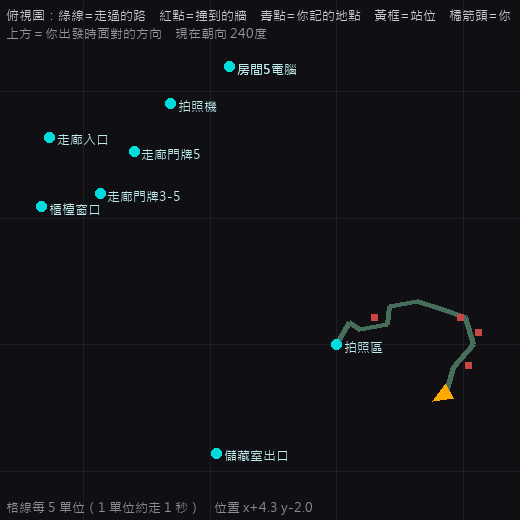 俯視圖：綠線=走過的路　紅點=撞到的牆　青點=你記的地點　黃框=站位　橘箭頭=你
上方＝你出發時面對的方向　現在朝向 240度
房間5電腦
拍照機
走廊入口
走廊門牌5
走廊門牌3-5
櫃檯窗口
拍照區
儲藏室出口
格線每 5 單位（1 單位約走 1 秒）　位置 x+4.3 y-2.0